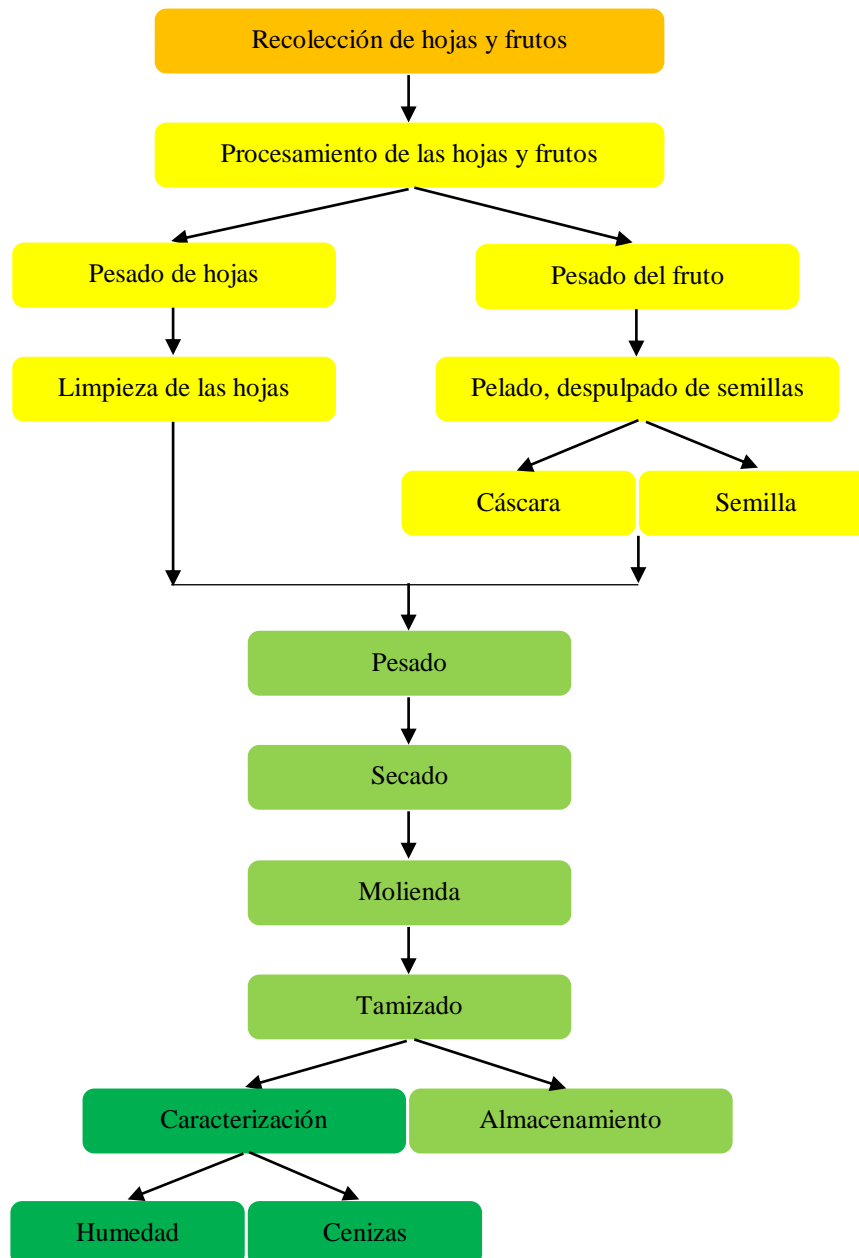 Recolección de hojas y frutos
Procesamiento de las hojas y frutos
Pesado de hojas
Pesado del fruto
Limpieza de las hojas
Pelado, despulpado de semillas
Cáscara
Semilla
Pesado
Secado
Molienda
Tamizado
Caracterización
Almacenamiento
Humedad
Cenizas